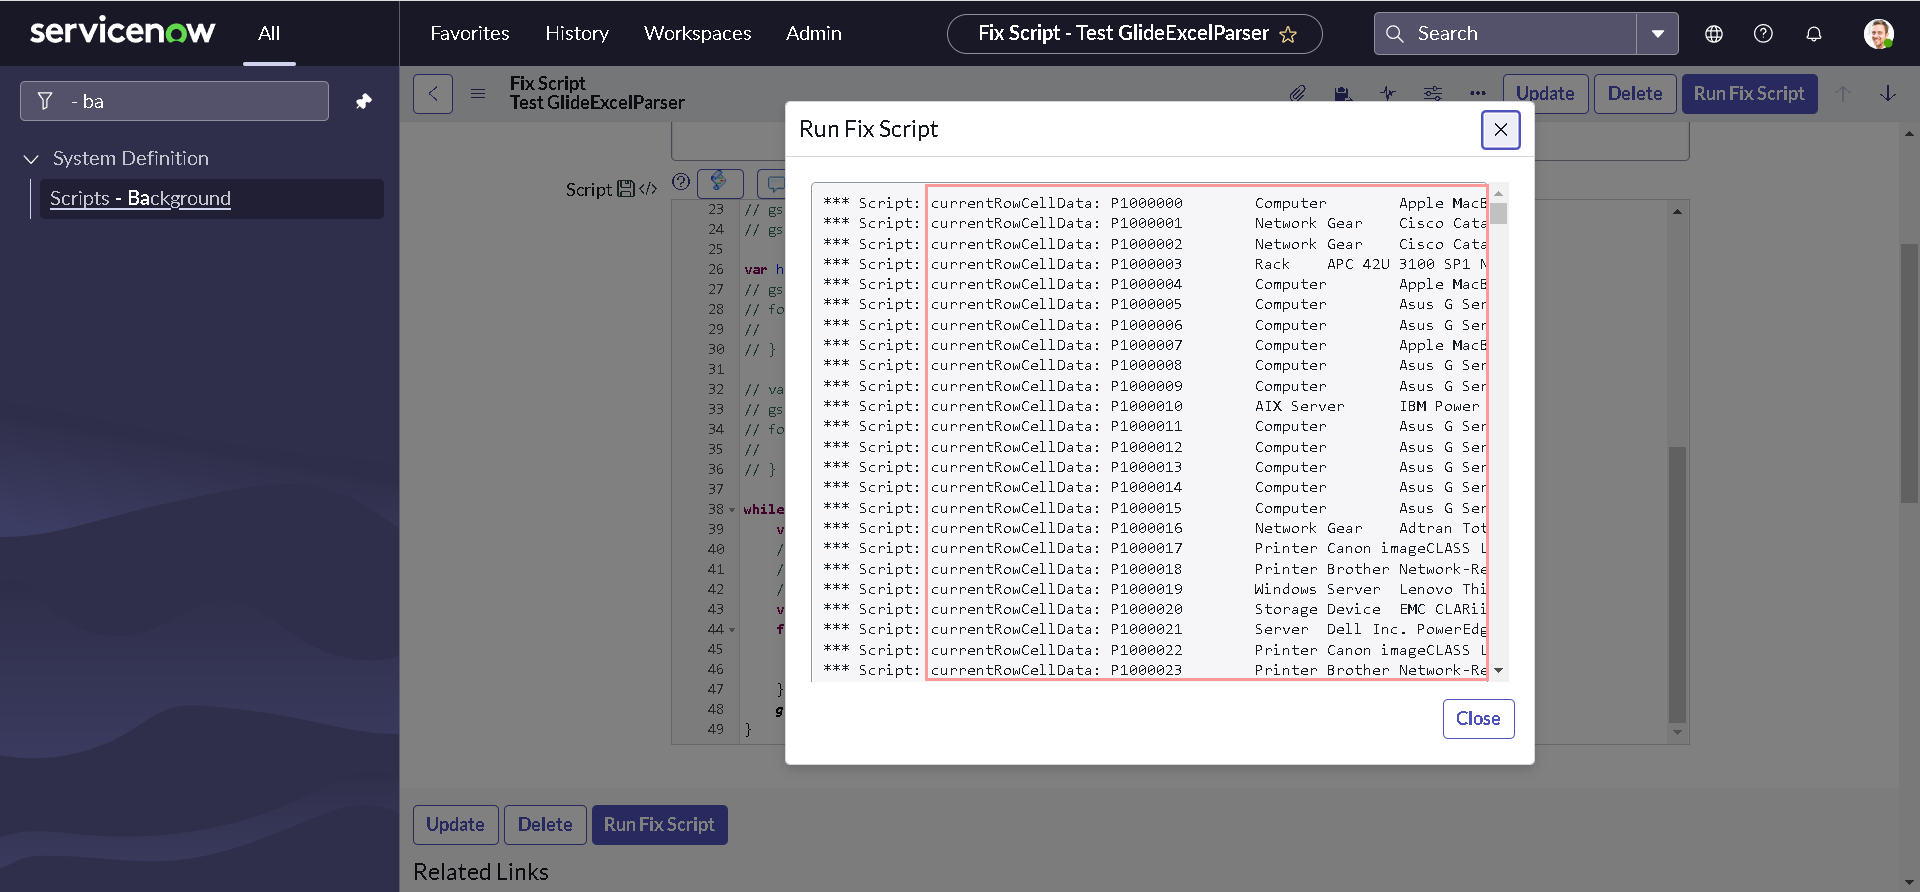 servicenow
All
Favorites
History
Workspaces
Admin
Fix Script - Test GlideExcelParser
Search
- ba
System Definition
Scripts - Background
Fix Script
Test GlideExcelParser
Update
Delete
Run Fix Script
Script
23 // gs
24 // gs
25
26 var h
27 // gs
28 // fo
29 //
30 // }
31
32 // va
33 // gs
34 // fo
35 //
36 // }
37
38 while
39 v
40 /
41 /
42 /
43 v
44 f
45
46
47 }
48 g
49 }
Run Fix Script
*** Script: currentRowCellData: P1000000 Computer Apple MacB
*** Script: currentRowCellData: P1000001 Network Gear Cisco Cata
*** Script: currentRowCellData: P1000002 Network Gear Cisco Cata
*** Script: currentRowCellData: P1000003 Rack APC 42U 3100 SP1 N
*** Script: currentRowCellData: P1000004 Computer Apple MacB
*** Script: currentRowCellData: P1000005 Computer Asus G Ser
*** Script: currentRowCellData: P1000006 Computer Asus G Ser
*** Script: currentRowCellData: P1000007 Computer Apple MacB
*** Script: currentRowCellData: P1000008 Computer Asus G Ser
*** Script: currentRowCellData: P1000009 Computer Asus G Ser
*** Script: currentRowCellData: P1000010 AIX Server IBM Power
*** Script: currentRowCellData: P1000011 Computer Asus G Ser
*** Script: currentRowCellData: P1000012 Computer Asus G Ser
*** Script: currentRowCellData: P1000013 Computer Asus G Ser
*** Script: currentRowCellData: P1000014 Computer Asus G Ser
*** Script: currentRowCellData: P1000015 Computer Asus G Ser
*** Script: currentRowCellData: P1000016 Network Gear Adtran Tot
*** Script: currentRowCellData: P1000017 Printer Canon imageCLASS L
*** Script: currentRowCellData: P1000018 Printer Brother Network-Re
*** Script: currentRowCellData: P1000019 Windows Server Lenovo Thi
*** Script: currentRowCellData: P1000020 Storage Device EMC CLARii
*** Script: currentRowCellData: P1000021 Server Dell Inc. PowerEdg
*** Script: currentRowCellData: P1000022 Printer Canon imageCLASS L
*** Script: currentRowCellData: P1000023 Printer Brother Network-Re
Close
Update
Delete
Run Fix Script
Related Links